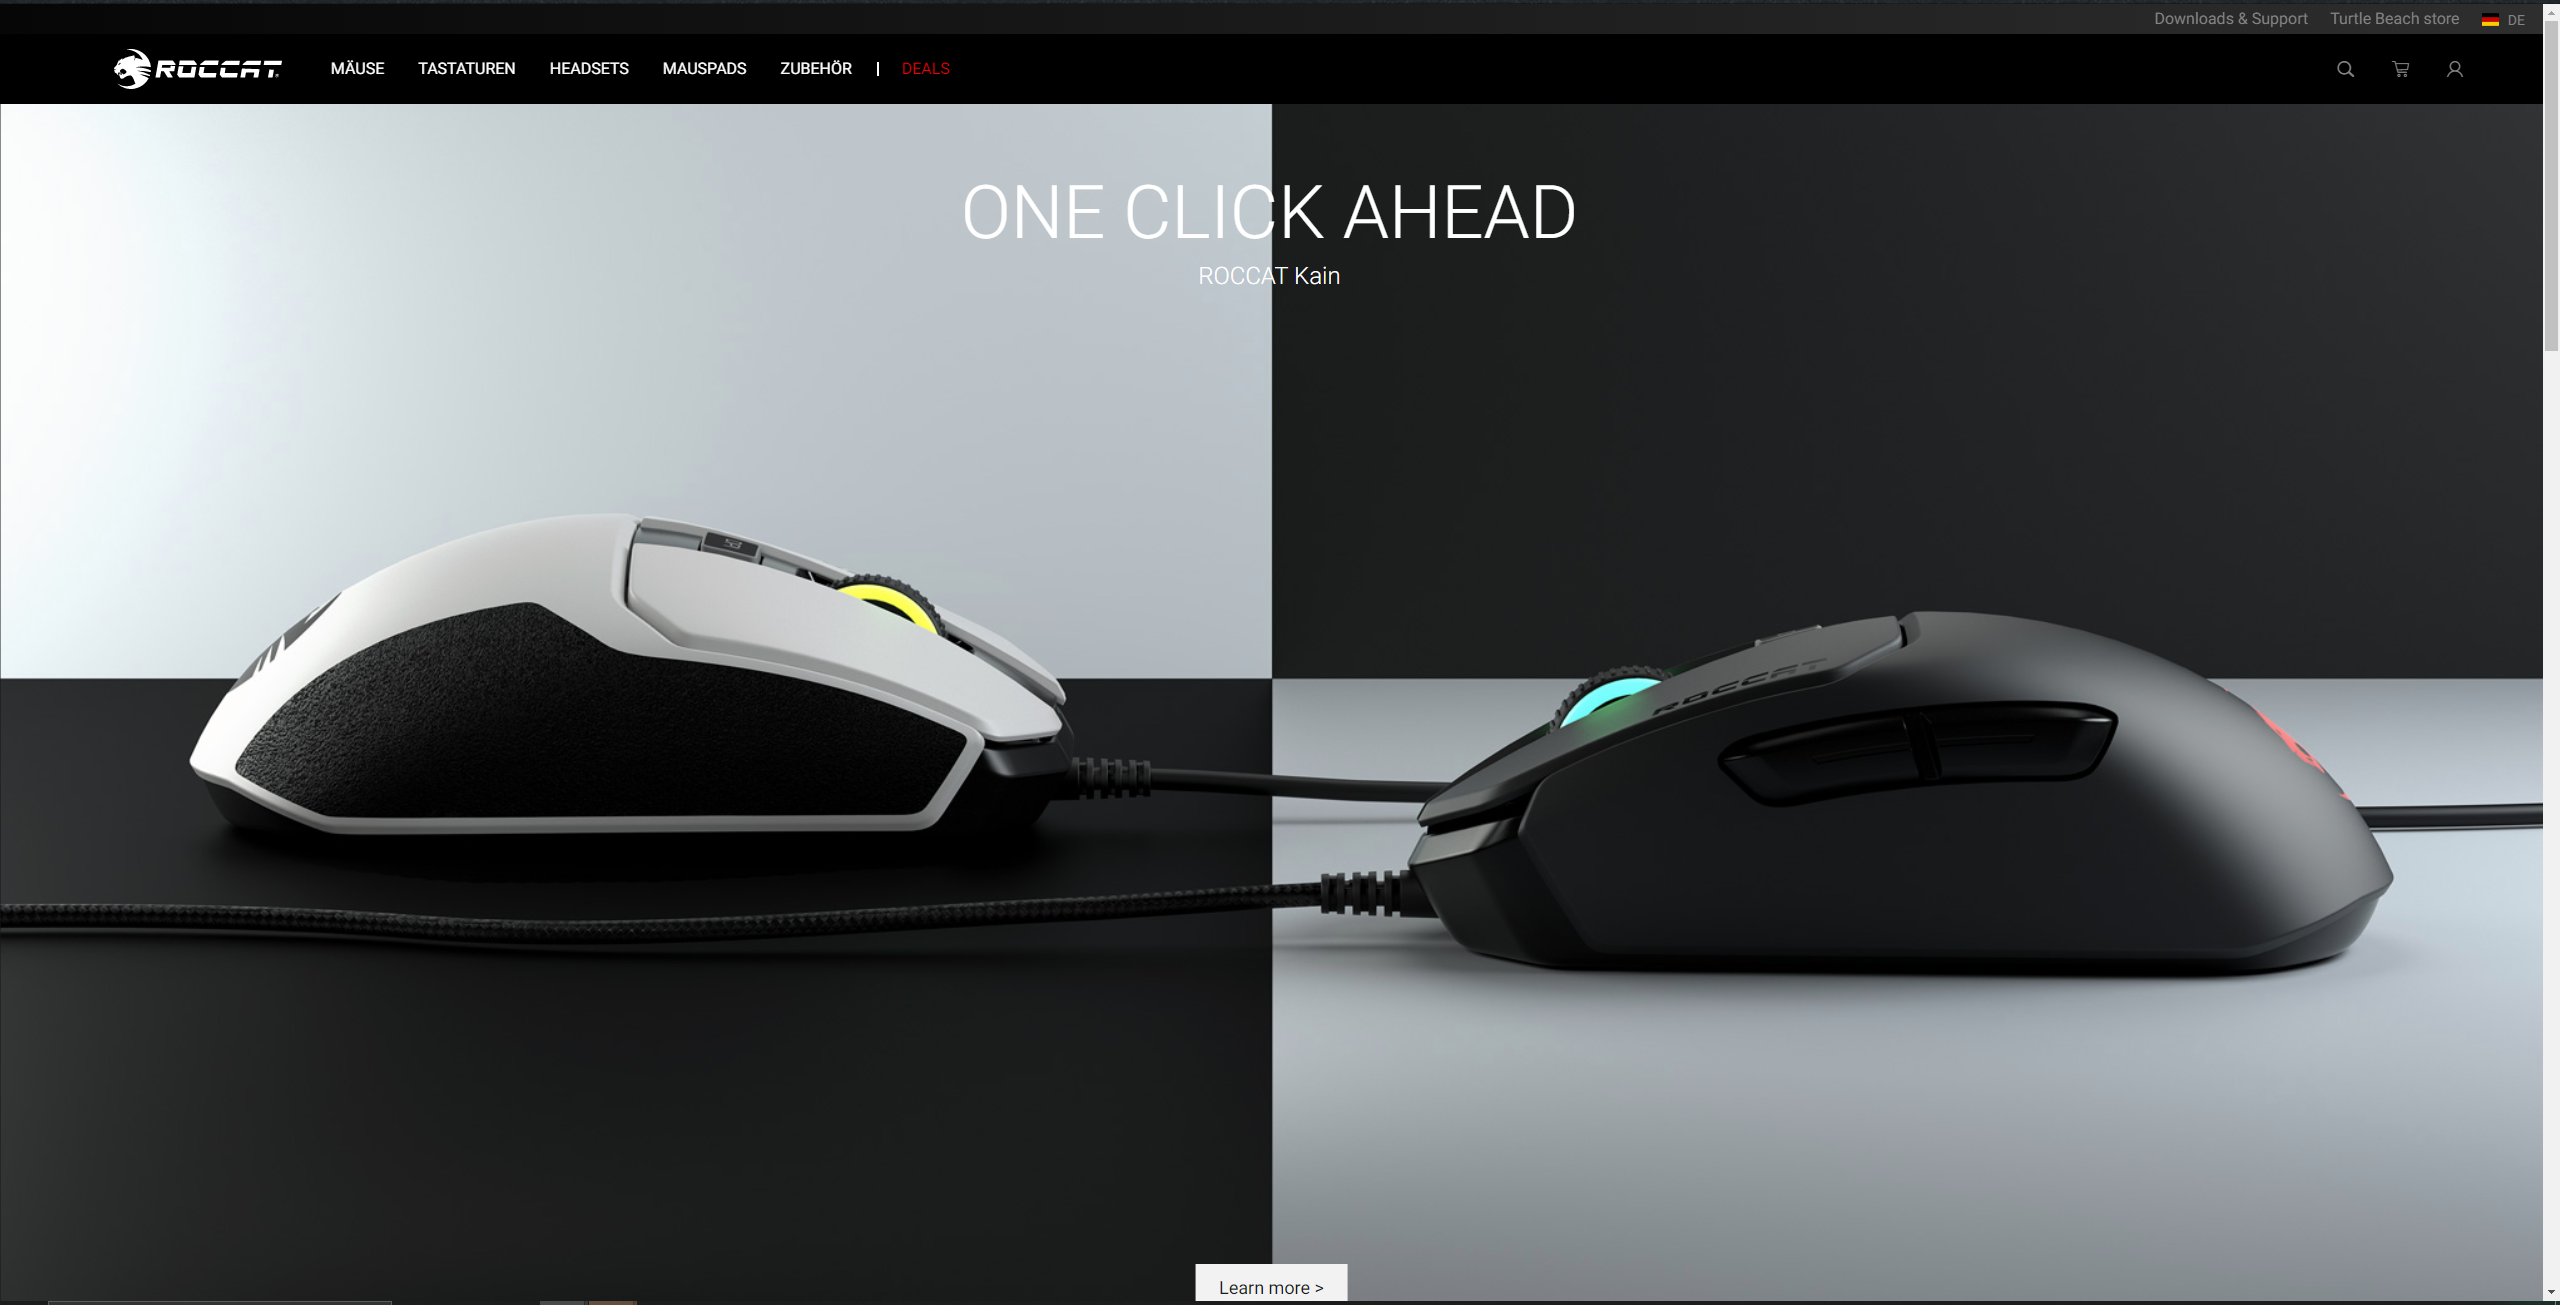 Downloads & Support Turtle Beach store DE
ROCCAT MÄUSE TASTATUREN HEADSETS MAUSPADS ZUBEHÖR | DEALS
ONE CLICK AHEAD
ROCCAT Kain
ROCCAT
Learn more >